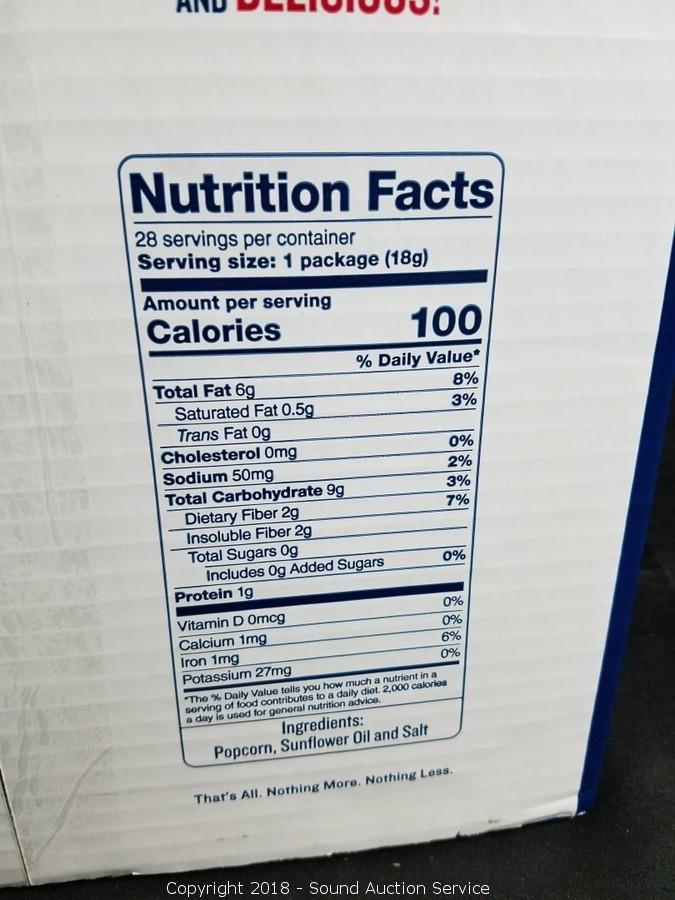 AND DELICIOUS!
Nutrition Facts
28 servings per container
Serving size: 1 package (18g)
Amount per serving
Calories 100
% Daily Value*
Total Fat 6g 8%
Saturated Fat 0.5g 3%
Trans Fat 0g
Cholesterol 0mg 0%
Sodium 50mg 2%
Total Carbohydrate 9g 3%
Dietary Fiber 2g 7%
Insoluble Fiber 2g
Total Sugars 0g
Includes 0g Added Sugars 0%
Protein 1g
Vitamin D 0mcg 0%
Calcium 1mg 0%
Iron 1mg 6%
Potassium 27mg 0%
*The % Daily Value tells you how much a nutrient in a
serving of food contributes to a daily diet. 2,000 calories
a day is used for general nutrition advice.
Ingredients:
Popcorn, Sunflower Oil and Salt
That's All. Nothing More. Nothing Less.
Copyright 2018 - Sound Auction Service